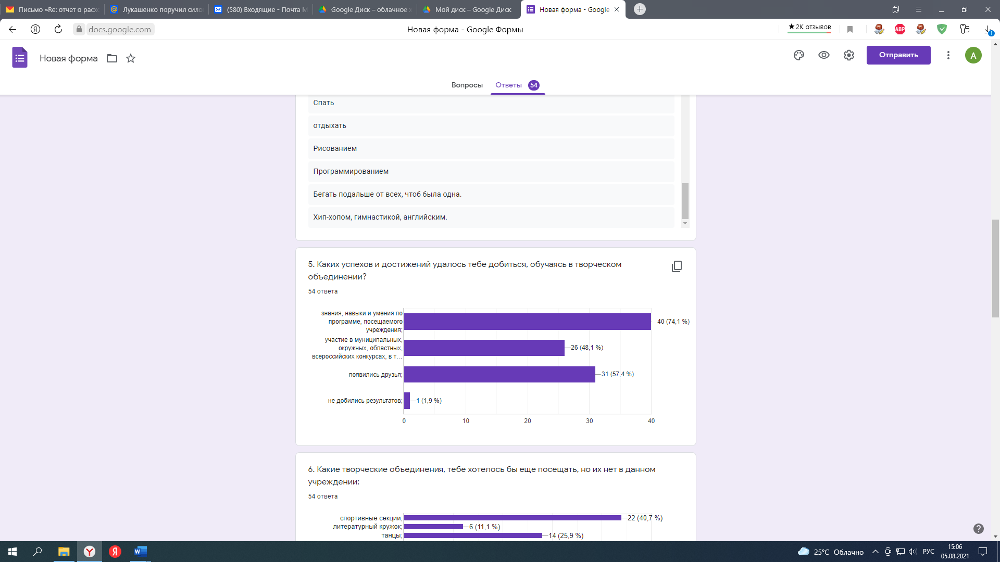 Письмо «Re: отчет о расхо
Лукашенко поручил сило
(580) Входящие - Почта М
Google Диск – облачное х
Мой диск – Google Диск
Новая форма - Google
docs.google.com
Новая форма - Google Формы
★2K отзывов
ABP
1
Новая форма
Отправить
A
Вопросы
Ответы 54
Спать
отдыхать
Рисованием
Программированием
Бегать подальше от всех, чтоб была одна.
Хип-хопом, гимнастикой, английским.
5. Каких успехов и достижений удалось тебе добиться, обучаясь в творческом
объединении?
54 ответа
знания, навыки и умения по
программе, посещаемого
учреждения;
40 (74,1 %)
участие в муниципальных,
окружных, областных,
всероссийских конкурсах, в т…
26 (48,1 %)
появились друзья;
31 (57,4 %)
не добились результатов;
1 (1,9 %)
0 10 20 30 40
6. Какие творческие объединения, тебе хотелось бы еще посещать, но их нет в данном
учреждении:
54 ответа
спортивные секции;
22 (40,7 %)
литературный кружок;
6 (11,1 %)
танцы;
14 (25,9 %)
25°C Облачно
РУС
15:06
05.08.2021